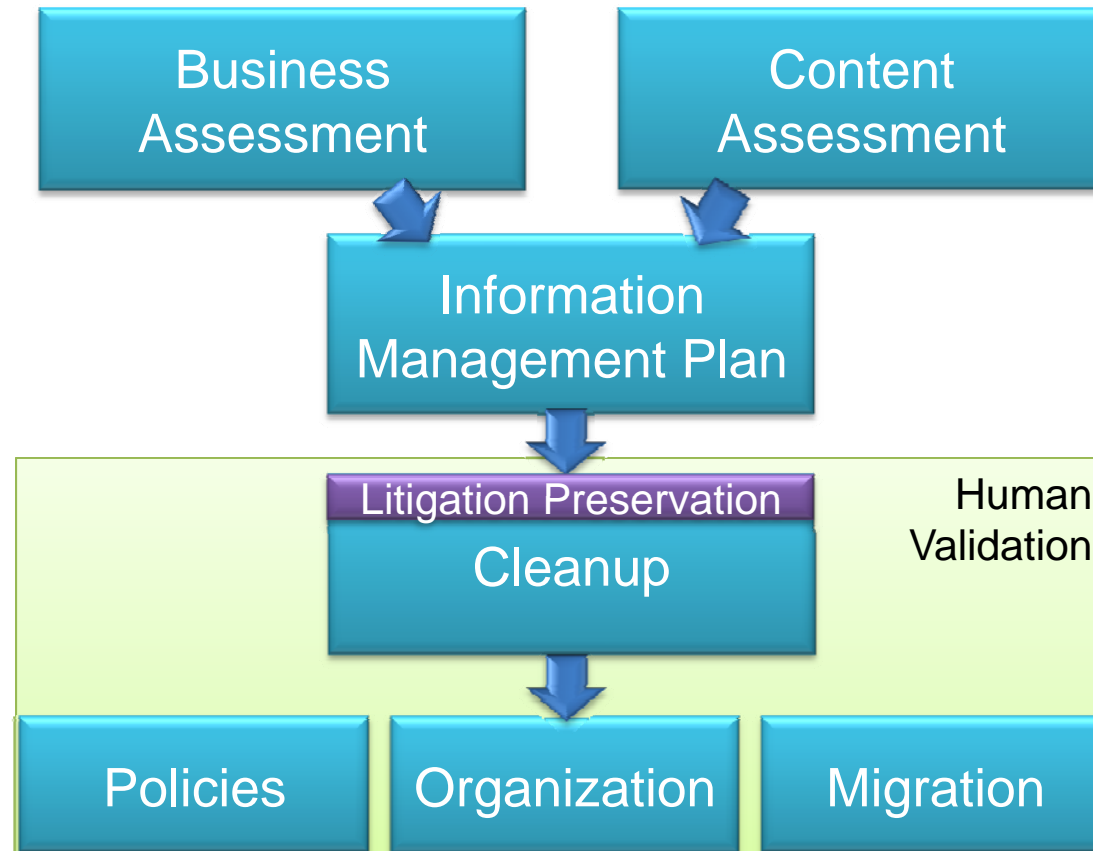 Business
Assessment
Content
Assessment
Information
Management Plan
Litigation Preservation
Human
Validation
Cleanup
Policies
Organization
Migration